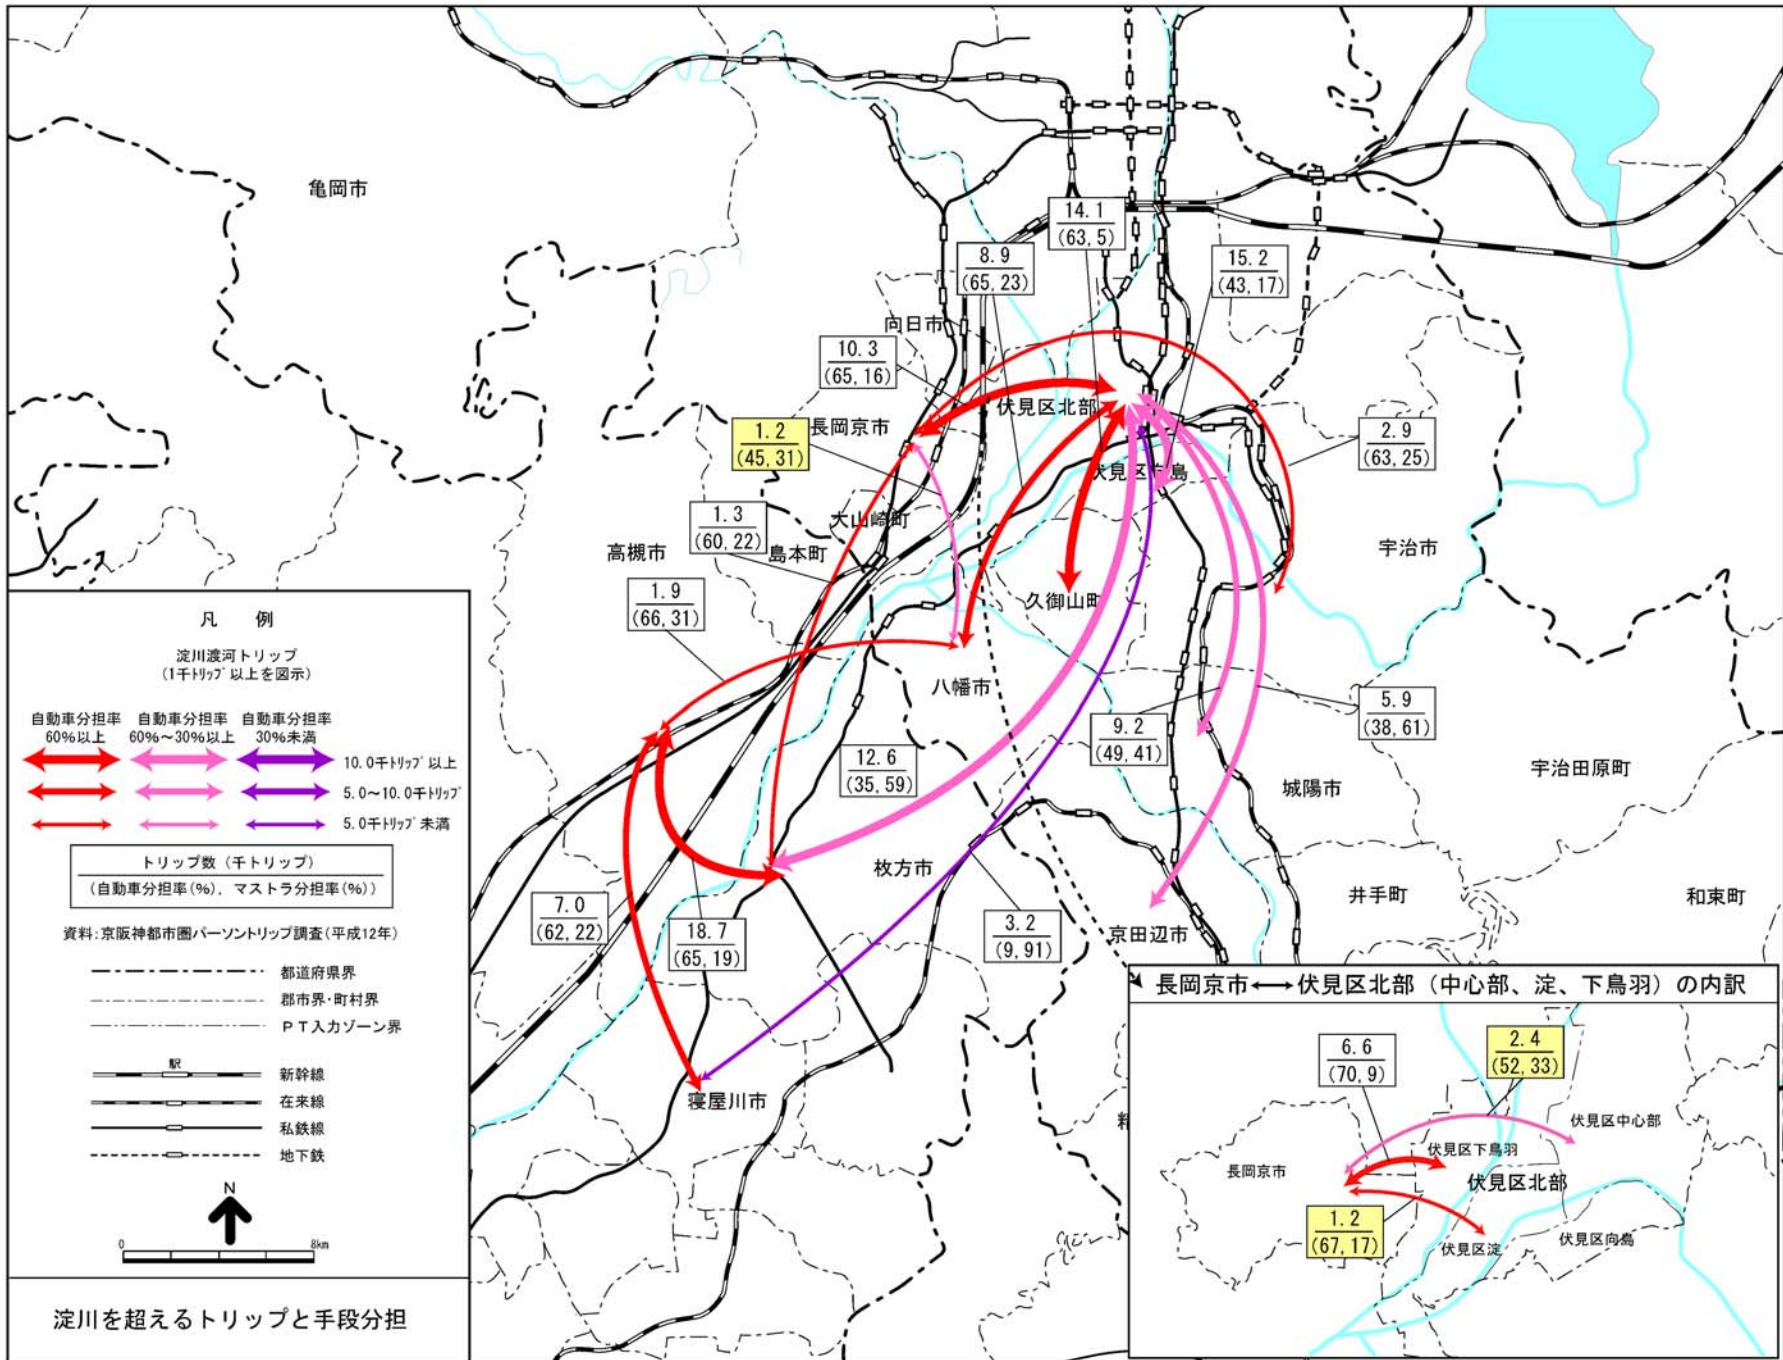 亀岡市
14.1
(63,5)
8.9
(65,23)
15.2
(43,17)
向日市
10.3
(65,16)
伏見区北部
長岡京市
1.2
(45,31)
2.9
(63,25)
伏見区向島
大山崎町
1.3
(60,22)
高槻市
島本町
宇治市
久御山町
1.9
(66,31)
八幡市
9.2
(49,41)
5.9
(38,61)
12.6
(35,59)
城陽市
宇治田原町
枚方市
井手町
和束町
7.0
(62,22)
18.7
(65,19)
3.2
(9,91)
京田辺市
寝屋川市
凡 例
淀川渡河トリップ
(1千トリップ以上を図示)
自動車分担率 自動車分担率 自動車分担率
60%以上 60%~30%以上 30%未満
10.0千トリップ以上
5.0~10.0千トリップ
5.0千トリップ未満
トリップ数(千トリップ)
(自動車分担率(%), マストラ分担率(%))
資料:京阪神都市圏パーソントリップ調査(平成12年)
都道府県界
郡市界・町村界
PT入力ゾーン界
駅
新幹線
在来線
私鉄線
地下鉄
N
0 8km
淀川を超えるトリップと手段分担
長岡京市⟷伏見区北部(中心部、淀、下鳥羽)の内訳
6.6
(70,9)
2.4
(52,33)
伏見区中心部
伏見区下鳥羽
長岡京市
伏見区北部
1.2
(67,17)
伏見区淀
伏見区向島